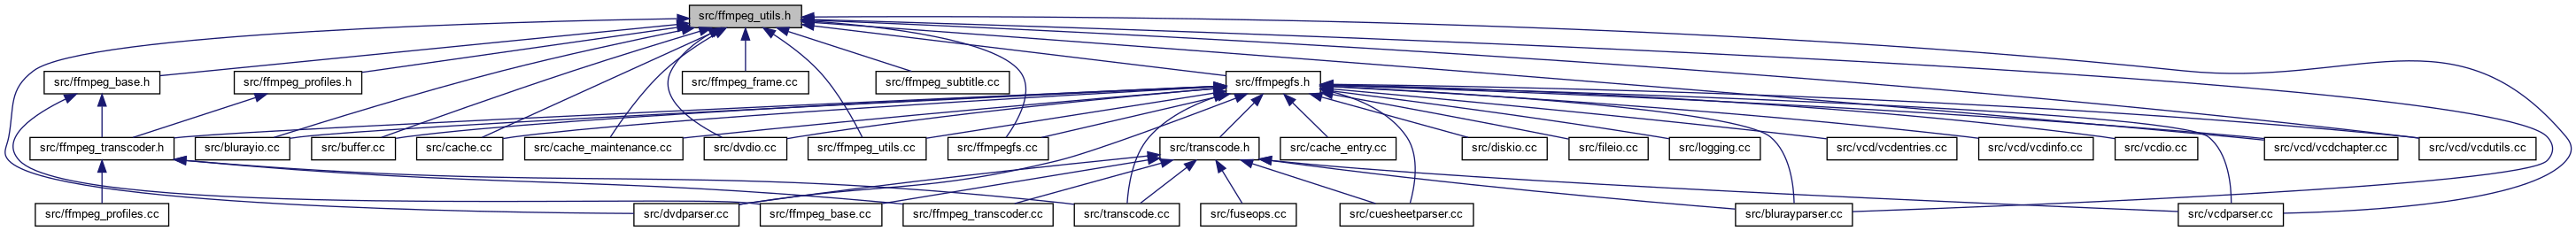 src/ffmpeg_utils.h
src/ffmpeg_base.h
src/ffmpeg_profiles.h
src/ffmpeg_frame.cc
src/ffmpeg_subtitle.cc
src/ffmpegfs.h
src/ffmpeg_transcoder.h
src/blurayio.cc
src/buffer.cc
src/cache.cc
src/cache_maintenance.cc
src/dvdio.cc
src/ffmpeg_utils.cc
src/ffmpegfs.cc
src/transcode.h
src/cache_entry.cc
src/diskio.cc
src/fileio.cc
src/logging.cc
src/vcd/vcdentries.cc
src/vcd/vcdinfo.cc
src/vcdio.cc
src/vcd/vcdchapter.cc
src/vcd/vcdutils.cc
src/ffmpeg_profiles.cc
src/dvdparser.cc
src/ffmpeg_base.cc
src/ffmpeg_transcoder.cc
src/transcode.cc
src/fuseops.cc
src/cuesheetparser.cc
src/blurayparser.cc
src/vcdparser.cc